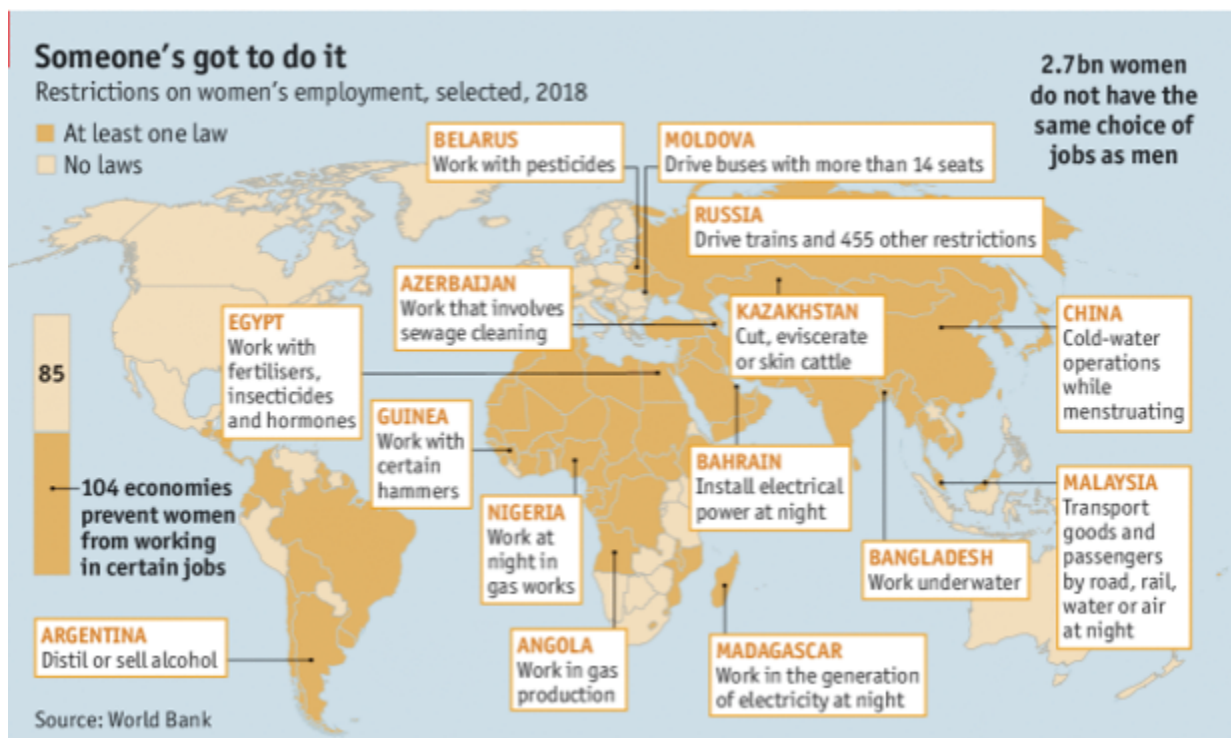 Someone's got to do it
Restrictions on women's employment, selected, 2018
At least one law
No laws
2.7bn women
do not have the
same choice of
jobs as men
BELARUS
Work with pesticides
MOLDOVA
Drive buses with more than 14 seats
RUSSIA
Drive trains and 455 other restrictions
AZERBAIJAN
Work that involves
sewage cleaning
KAZAKHSTAN
Cut, eviscerate
or skin cattle
CHINA
Cold-water
operations
while
menstruating
EGYPT
Work with
fertilisers,
insecticides
and hormones
85
GUINEA
Work with
certain
hammers
BAHRAIN
Install electrical
power at night
MALAYSIA
Transport
goods and
passengers
by road, rail,
water or air
at night
104 economies
prevent women
from working
in certain jobs
NIGERIA
Work at
night in
gas works
BANGLADESH
Work underwater
ARGENTINA
Distil or sell alcohol
ANGOLA
Work in gas
production
MADAGASCAR
Work in the generation
of electricity at night
Source: World Bank